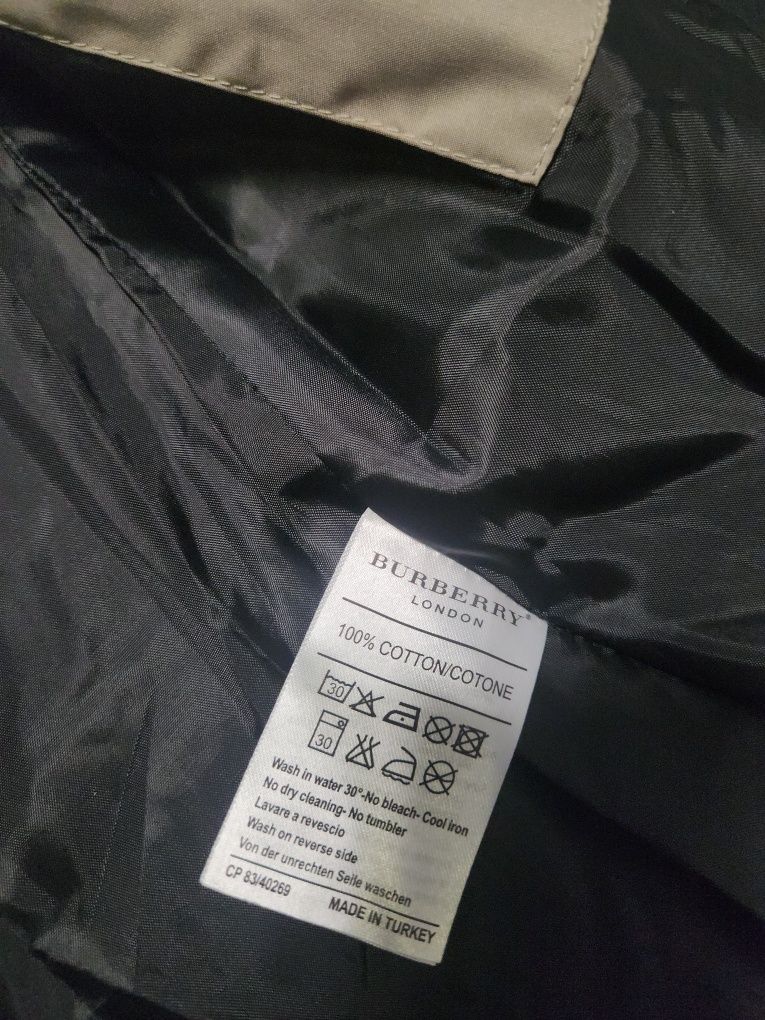 BURBERRY®
LONDON
100% COTTON/COTONE
30
30
Wash in water 30°-No bleach- Cool iron
No dry cleaning- No tumbler
Lavare a revescio
Wash on reverse side
Von der unrechten Seile waschen
CP 83/40269
MADE IN TURKEY